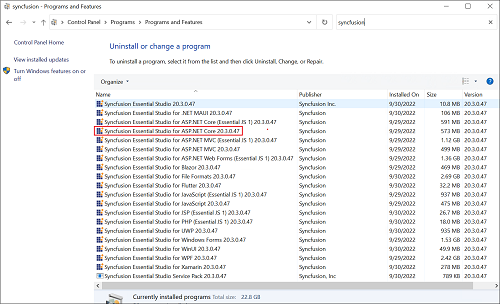 syncfusion - Programs and Features
Control Panel > Programs > Programs and Features
syncfusion
Control Panel Home
View installed updates
Turn Windows features on or off
Uninstall or change a program
To uninstall a program, select it from the list and then click Uninstall, Change, or Repair.
Organize
Name Publisher Installed On Size Version
Syncfusion Essential Studio 20.3.0.47 Syncfusion Inc. 9/30/2022 10.8 MB 20.3.0.47
Syncfusion Essential Studio for .NET MAUI 20.3.0.47 Syncfusion 9/30/2022 106 MB 20.3.0.47
Syncfusion Essential Studio for ASP.NET Core (Essential JS 1) 20.3.0.47 Syncfusion 9/29/2022 591 MB 20.3.0.47
Syncfusion Essential Studio for ASP.NET Core 20.3.0.47 Syncfusion 9/29/2022 573 MB 20.3.0.47
Syncfusion Essential Studio for ASP.NET MVC (Essential JS 1) 20.3.0.47 Syncfusion 9/29/2022 1.12 GB 20.3.0.47
Syncfusion Essential Studio for ASP.NET MVC 20.3.0.47 Syncfusion 9/29/2022 499 MB 20.3.0.47
Syncfusion Essential Studio for ASP.NET Web Forms (Essential JS 1) 20.3.0.47 Syncfusion 9/29/2022 1.36 GB 20.3.0.47
Syncfusion Essential Studio for Blazor 20.3.0.47 Syncfusion 9/29/2022 469 MB 20.3.0.47
Syncfusion Essential Studio for File Formats 20.3.0.47 Syncfusion 9/30/2022 2.69 GB 20.3.0.47
Syncfusion Essential Studio for Flutter 20.3.0.47 Syncfusion 9/30/2022 32.2 MB 20.3.0.47
Syncfusion Essential Studio for JavaScript (Essential JS 1) 20.3.0.47 Syncfusion 9/29/2022 937 MB 20.3.0.47
Syncfusion Essential Studio for JavaScript 20.3.0.47 Syncfusion 9/29/2022 475 MB 20.3.0.47
Syncfusion Essential Studio for JSP (Essential JS 1) 20.3.0.47 Syncfusion 9/30/2022 26.7 MB 20.3.0.47
Syncfusion Essential Studio for PHP (Essential JS 1) 20.3.0.47 Syncfusion 9/30/2022 18.0 MB 20.3.0.47
Syncfusion Essential Studio for UWP 20.3.0.47 Syncfusion 9/30/2022 935 MB 20.3.0.47
Syncfusion Essential Studio for Windows Forms 20.3.0.47 Syncfusion 9/29/2022 1.53 GB 20.3.0.47
Syncfusion Essential Studio for WinUI 20.3.0.47 Syncfusion 9/30/2022 49.9 MB 20.3.0.47
Syncfusion Essential Studio for WPF 20.3.0.47 Syncfusion 9/29/2022 2.42 GB 20.3.0.47
Syncfusion Essential Studio for Xamarin 20.3.0.47 Syncfusion 9/29/2022 278 MB 20.3.0.47
Syncfusion Essential Studio Service Pack 20.3.0.47 Syncfusion, Inc. 9/30/2022 789 KB 20.3.0.47
Currently installed programs Total size: 22.8 GB